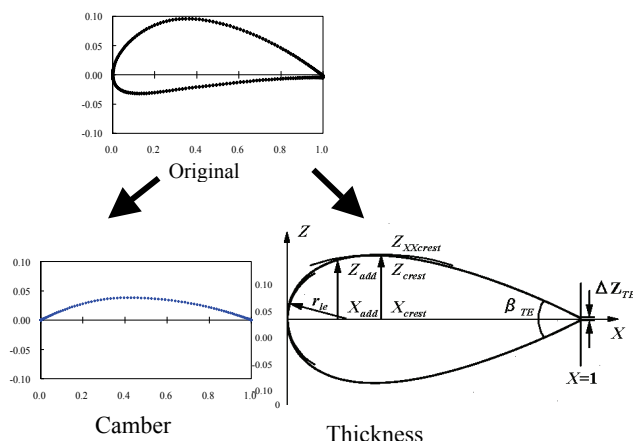 0.10
0.05
0.00
-0.05
-0.10
0.0 0.2 0.4 0.6 0.8 1.0
Original
0.10
0.05
0.00
-0.05
-0.10
0.0 0.2 0.4 0.6 0.8 1.0
Camber
Z
0.10
0.05
0.00
0.05
0.10
0
Z_XXcrest
Z_add Z_crest
r_le X_add X_crest
β_TE
ΔZ_TE
X
X=1
Thickness